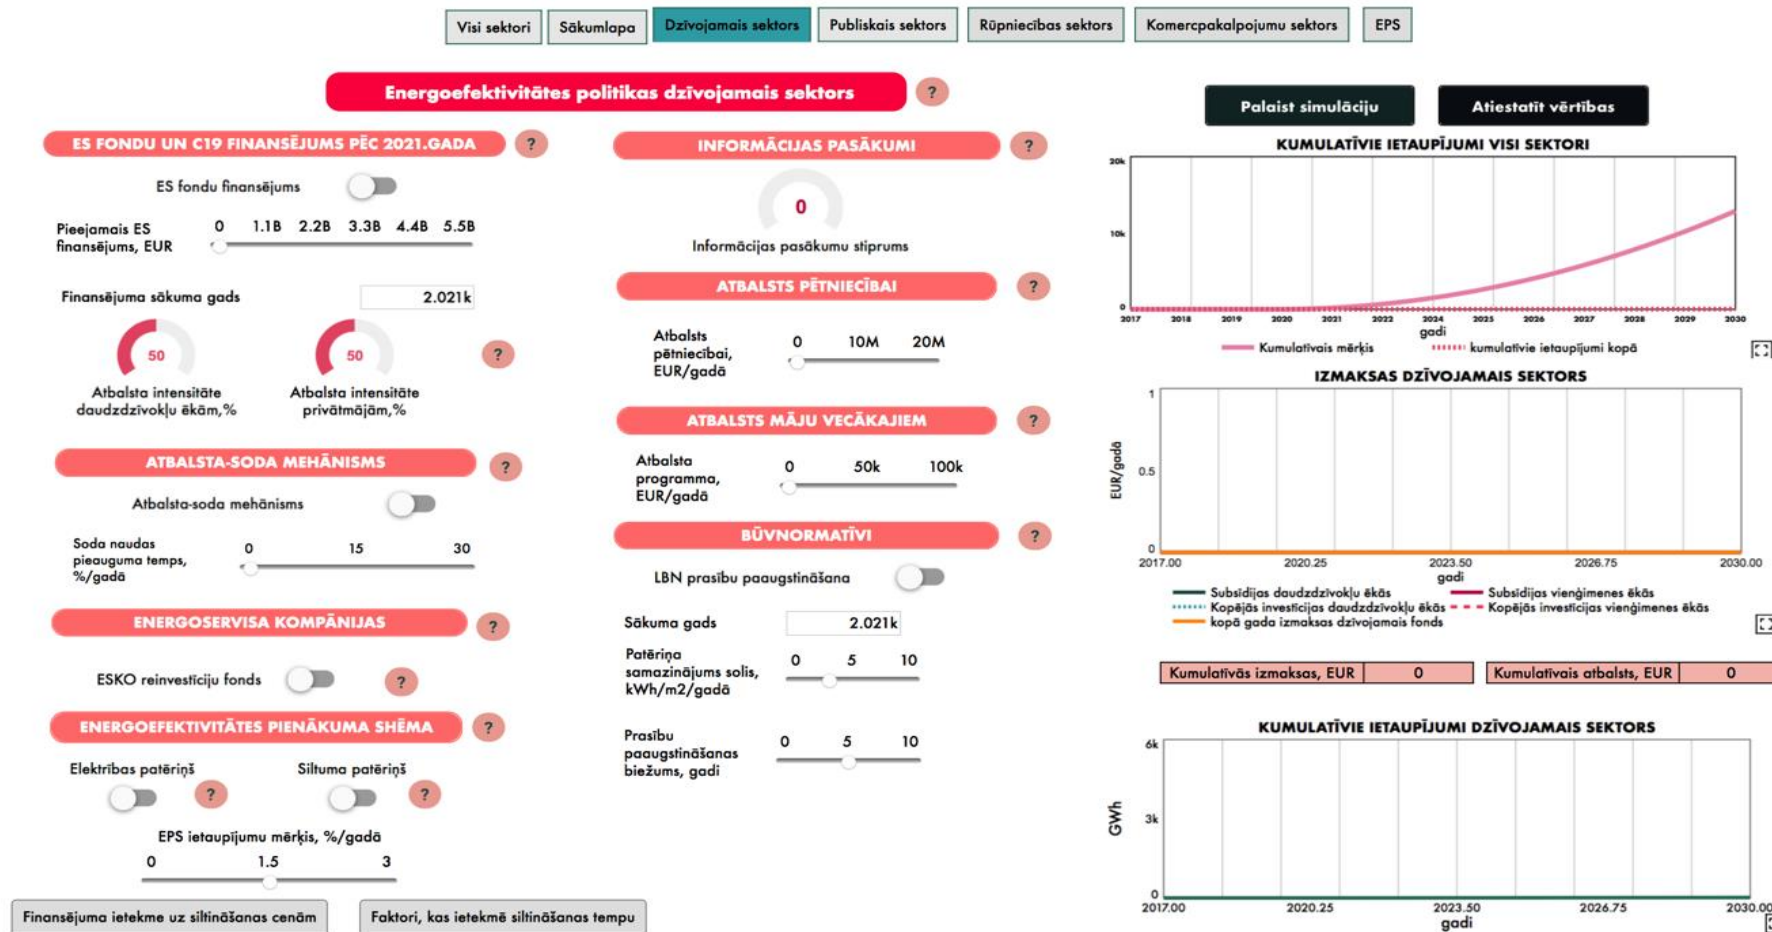 Visi sektori
Sākumlapa
Dzīvojamais sektors
Publiskais sektors
Rūpniecības sektors
Komercpakalpojumu sektors
EPS
Energoefektivitātes politikas dzīvojamais sektors
?
ES FONDU UN C19 FINANSĒJUMS PĒC 2021.GADA
?
ES fondu finansējums
Pieejamais ES
finansējums, EUR
0 1.1B 2.2B 3.3B 4.4B 5.5B
Finansējuma sākuma gads
2.021k
50
50
?
Atbalsta intensitāte
daudzdzīvokļu ēkām,%
Atbalsta intensitāte
privātmājām,%
ATBALSTA-SODA MEHĀNISMS
?
Atbalsta-soda mehānisms
Soda naudas
pieauguma temps,
%/gadā
0 15 30
ENERGOSERVISA KOMPĀNIJAS
?
ESKO reinvestīciju fonds
?
ENERGOEFEKTIVITĀTES PIENĀKUMA SHĒMA
?
Elektrības patēriņš
?
Siltuma patēriņš
?
EPS ietaupījumu mērķis, %/gadā
0 1.5 3
Finansējuma ietekme uz siltināšanas cenām
Faktori, kas ietekmē siltināšanas tempu
INFORMĀCIJAS PASĀKUMI
?
0
Informācijas pasākumu stiprums
ATBALSTS PĒTNIECĪBAI
?
Atbalsts
pētniecībai,
EUR/gadā
0 10M 20M
ATBALSTS MĀJU VECĀKAJIEM
?
Atbalsta
programma,
EUR/gadā
0 50k 100k
BŪVNORMATĪVI
?
LBN prasību paaugstināšana
Sākuma gads
2.021k
Patēriņa
samazinājums solis,
kWh/m2/gadā
0 5 10
Prasību
paaugstināšanas
biežums, gadi
0 5 10
Palaist simulāciju
Atiestatīt vērtības
KUMULATĪVIE IETAUPĪJUMI VISI SEKTORI
20k
10k
0
2017 2018 2019 2020 2021 2022 2024 2025 2026 2027 2028 2029 2030
gadi
Kumulatīvais mērķis
kumulatīvie ietaupījumi kopā
IZMAKSAS DZĪVOJAMAIS SEKTORS
EUR/gadā
1
0.5
0
2017.00 2020.25 2023.50 2026.75 2030.00
gadi
Subsīdijas daudzdzīvokļu ēkās
Subsīdijas vienģimenes ēkās
Kopējās investīcijas daudzdzīvokļu ēkās
Kopējās investīcijas vienģimenes ēkās
kopā gada izmaksas dzīvojamais fonds
Kumulatīvās izmaksas, EUR 0
Kumulatīvais atbalsts, EUR 0
KUMULATĪVIE IETAUPĪJUMI DZĪVOJAMAIS SEKTORS
GWh
6k
3k
0
2017.00 2020.25 2023.50 2026.75 2030.00
gadi